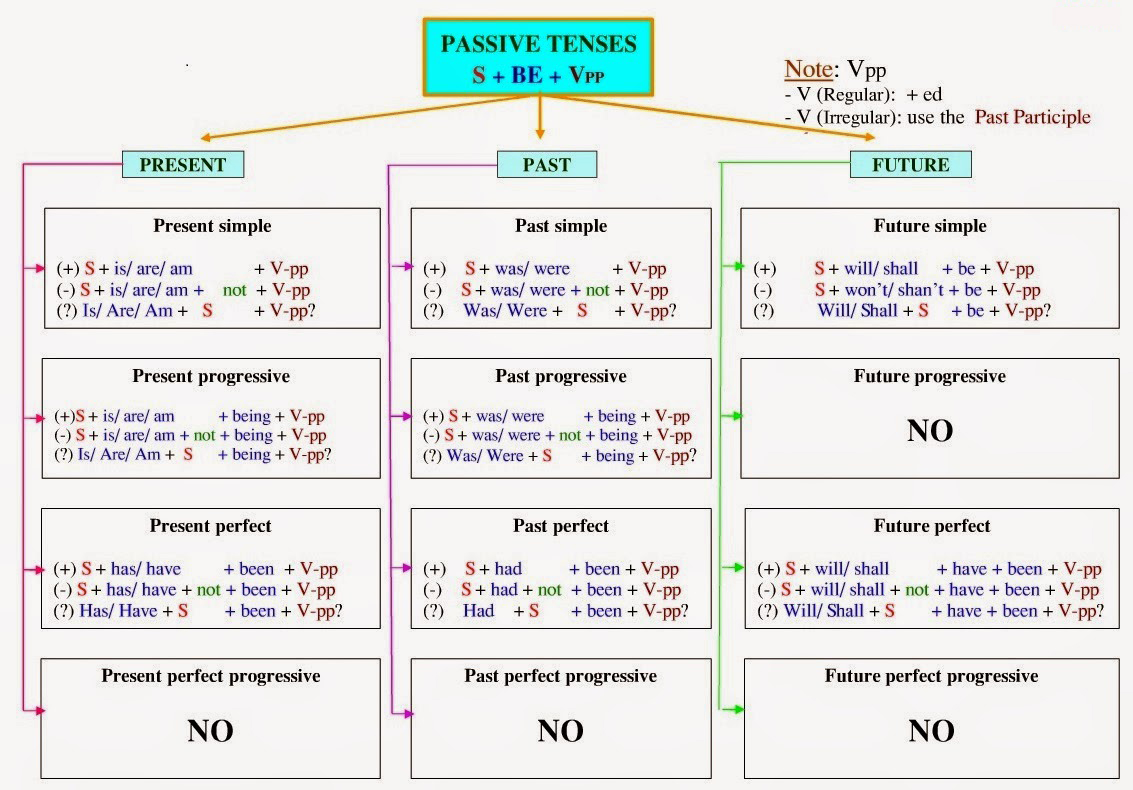 PASSIVE TENSES
S + BE + VPP
Note: Vpp
- V (Regular): + ed
- V (Irregular): use the Past Participle
PRESENT
Present simple
(+) S + is/ are/ am + V-pp
(-) S + is/ are/ am + not + V-pp
(?) Is/ Are/ Am + S + V-pp?
Present progressive
(+)S + is/ are/ am + being + V-pp
(-) S + is/ are/ am + not + being + V-pp
(?) Is/ Are/ Am + S + being + V-pp?
Present perfect
(+) S + has/ have + been + V-pp
(-) S + has/ have + not + been + V-pp
(?) Has/ Have + S + been + V-pp?
Present perfect progressive
NO
PAST
Past simple
(+) S + was/ were + V-pp
(-) S + was/ were + not + V-pp
(?) Was/ Were + S + V-pp?
Past progressive
(+) S + was/ were + being + V-pp
(-) S + was/ were + not + being + V-pp
(?) Was/ Were + S + being + V-pp?
Past perfect
(+) S + had + been + V-pp
(-) S + had + not + been + V-pp
(?) Had + S + been + V-pp?
Past perfect progressive
NO
FUTURE
Future simple
(+) S + will/ shall + be + V-pp
(-) S + won't/ shan't + be + V-pp
(?) Will/ Shall + S + be + V-pp?
Future progressive
NO
Future perfect
(+) S + will/ shall + have + been + V-pp
(-) S + will/ shall + not + have + been + V-pp
(?) Will/ Shall + S + have + been + V-pp?
Future perfect progressive
NO